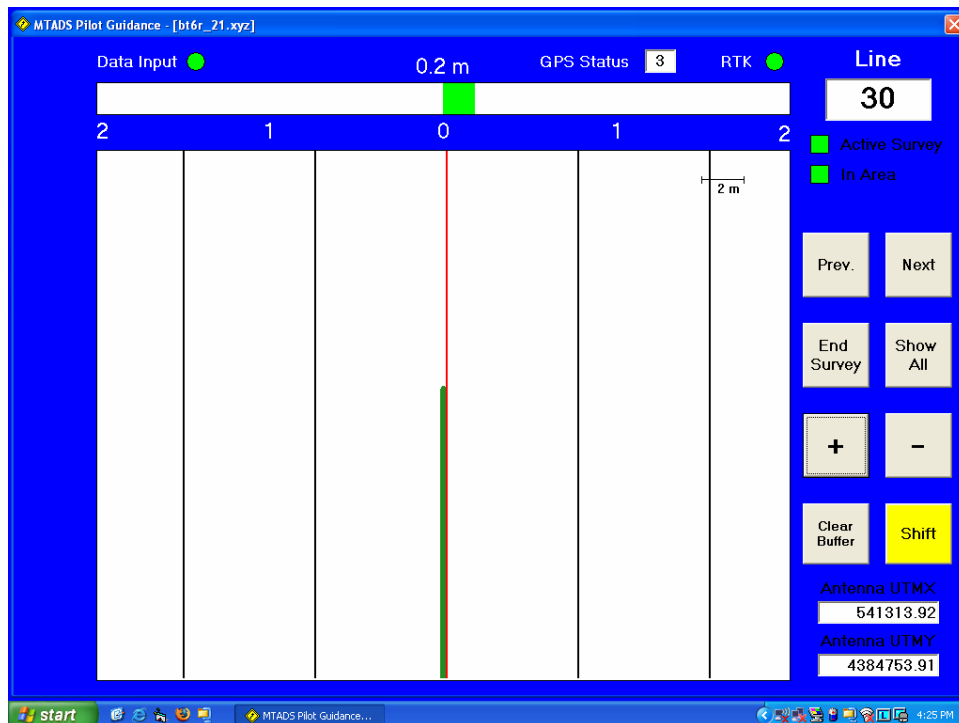 MTADS Pilot Guidance - [bt6r_21.xyz]
Data Input
0.2 m
GPS Status 3
RTK
Line
30
2 1 0 1 2
Active Survey
In Area
2 m
Prev.
Next
End
Survey
Show
All
+
-
Clear
Buffer
Shift
Antenna UTMX
541313.92
Antenna UTMY
4384753.91
start
MTADS Pilot Guidance...
4:25 PM